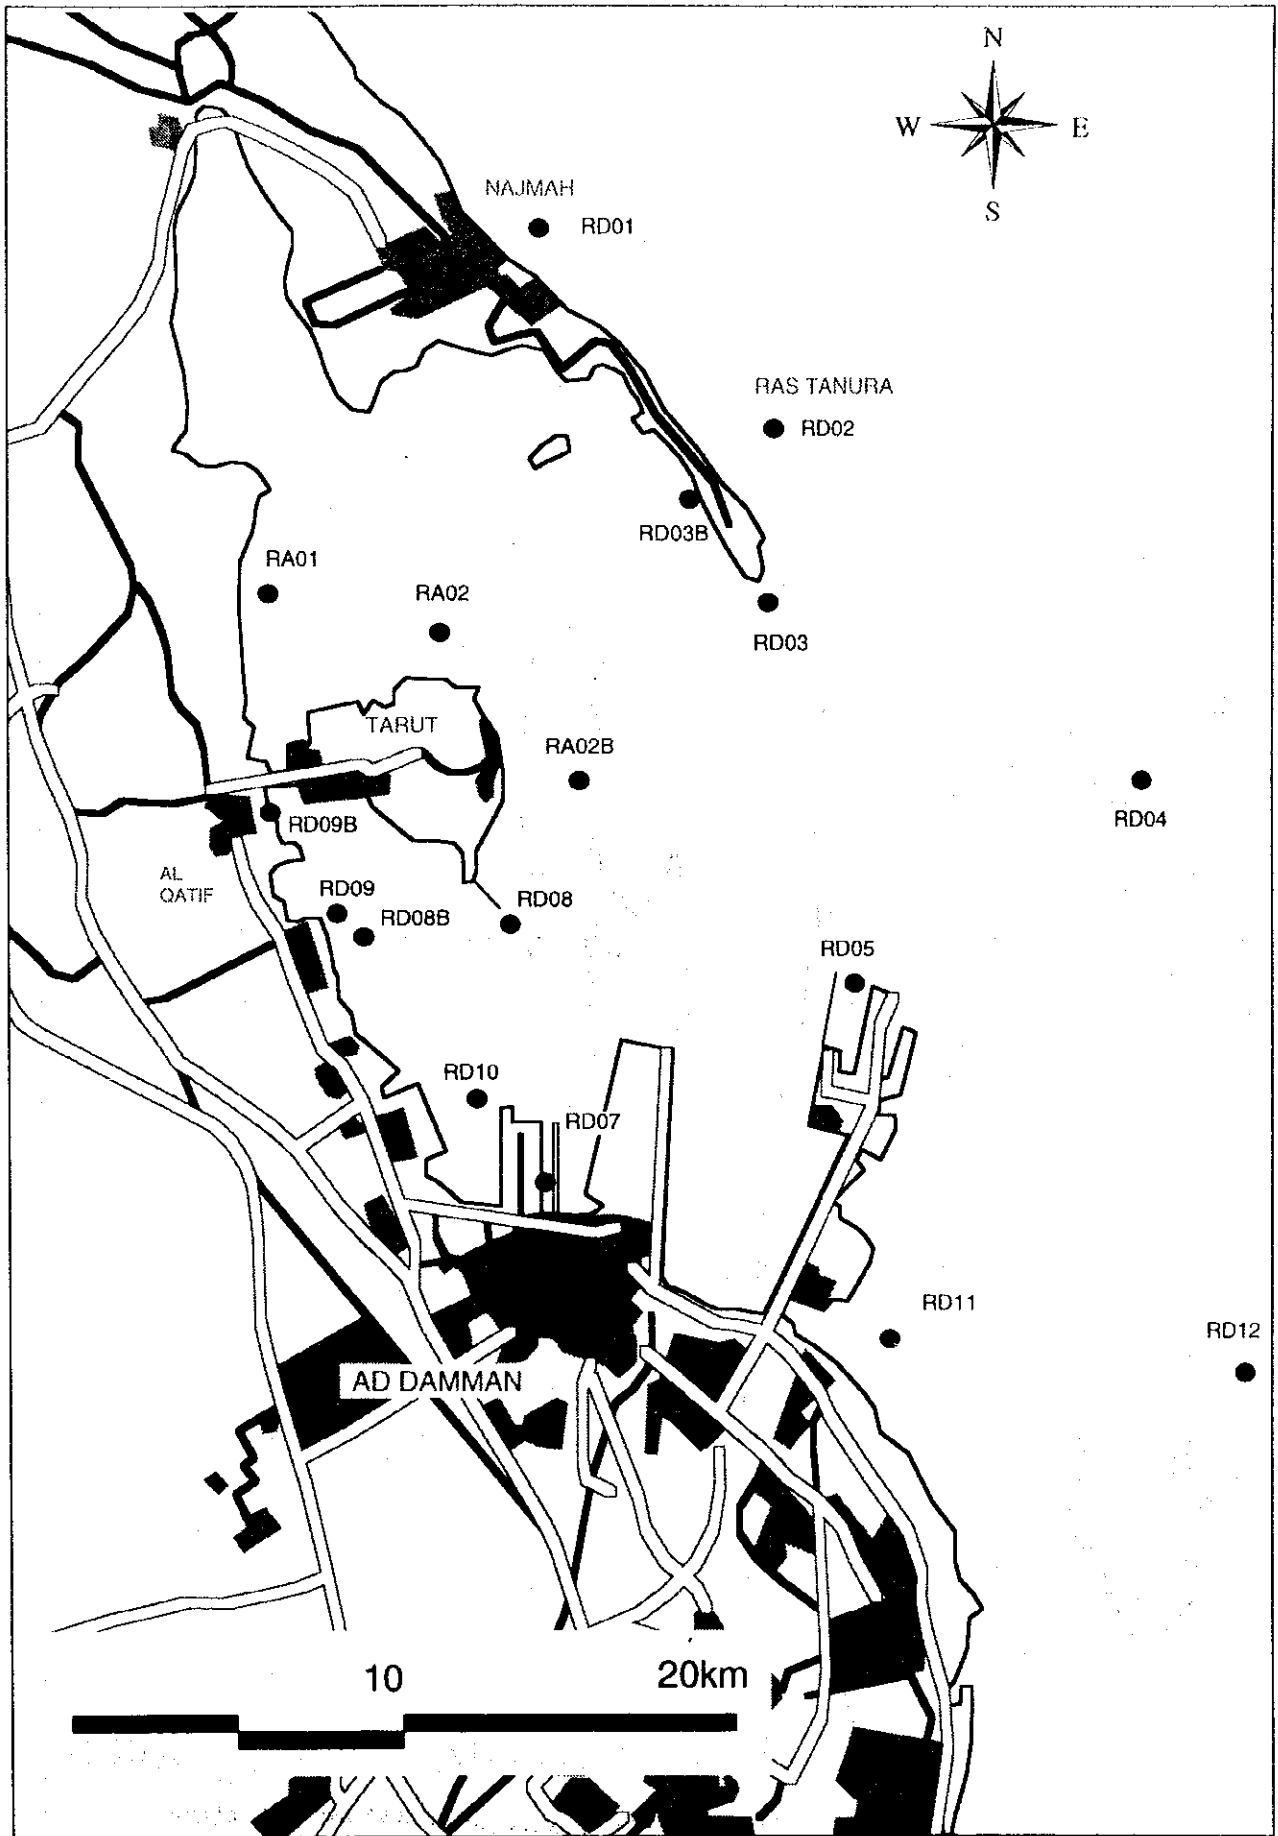 N
W
E
S
NAJMAH
RD01
RAS TANURA
RD02
RD03B
RA01
RA02
RD03
TARUT
RA02B
RD04
RD09B
AL
QATIF
RD09
RD08B
RD08
RD05
RD10
RD07
RD11
RD12
AD DAMMAN
10
20km